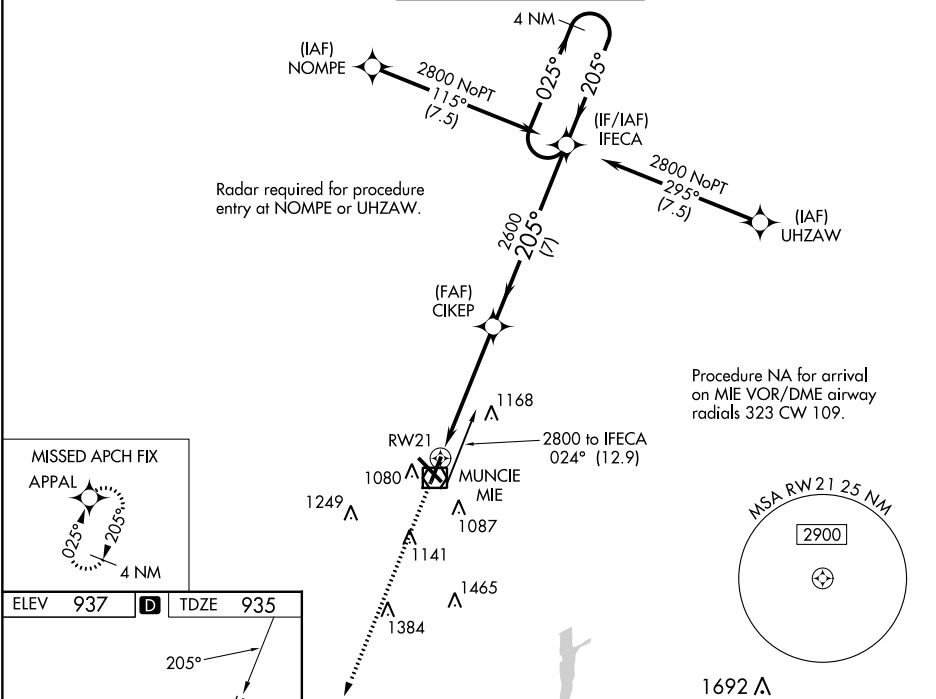 4 NM
(IAF)
NOMPE
2800 NoPT
115°
(7.5)
025°
205°
(IF/IAF)
IFECA
2800 NoPT
295°
(7.5)
(IAF)
UHZAW
Radar required for procedure
entry at NOMPE or UHZAW.
2600
205°
(7)
(FAF)
CIKEP
Procedure NA for arrival
on MIE VOR/DME airway
radials 323 CW 109.
1168
RW21
2800 to IFECA
024° (12.9)
1080
MUNCIE
MIE
1249
1087
1141
1465
1384
MISSED APCH FIX
APPAL
025°
205°
4 NM
MSA RW21 25 NM
2900
ELEV 937 D TDZE 935
205°
1692